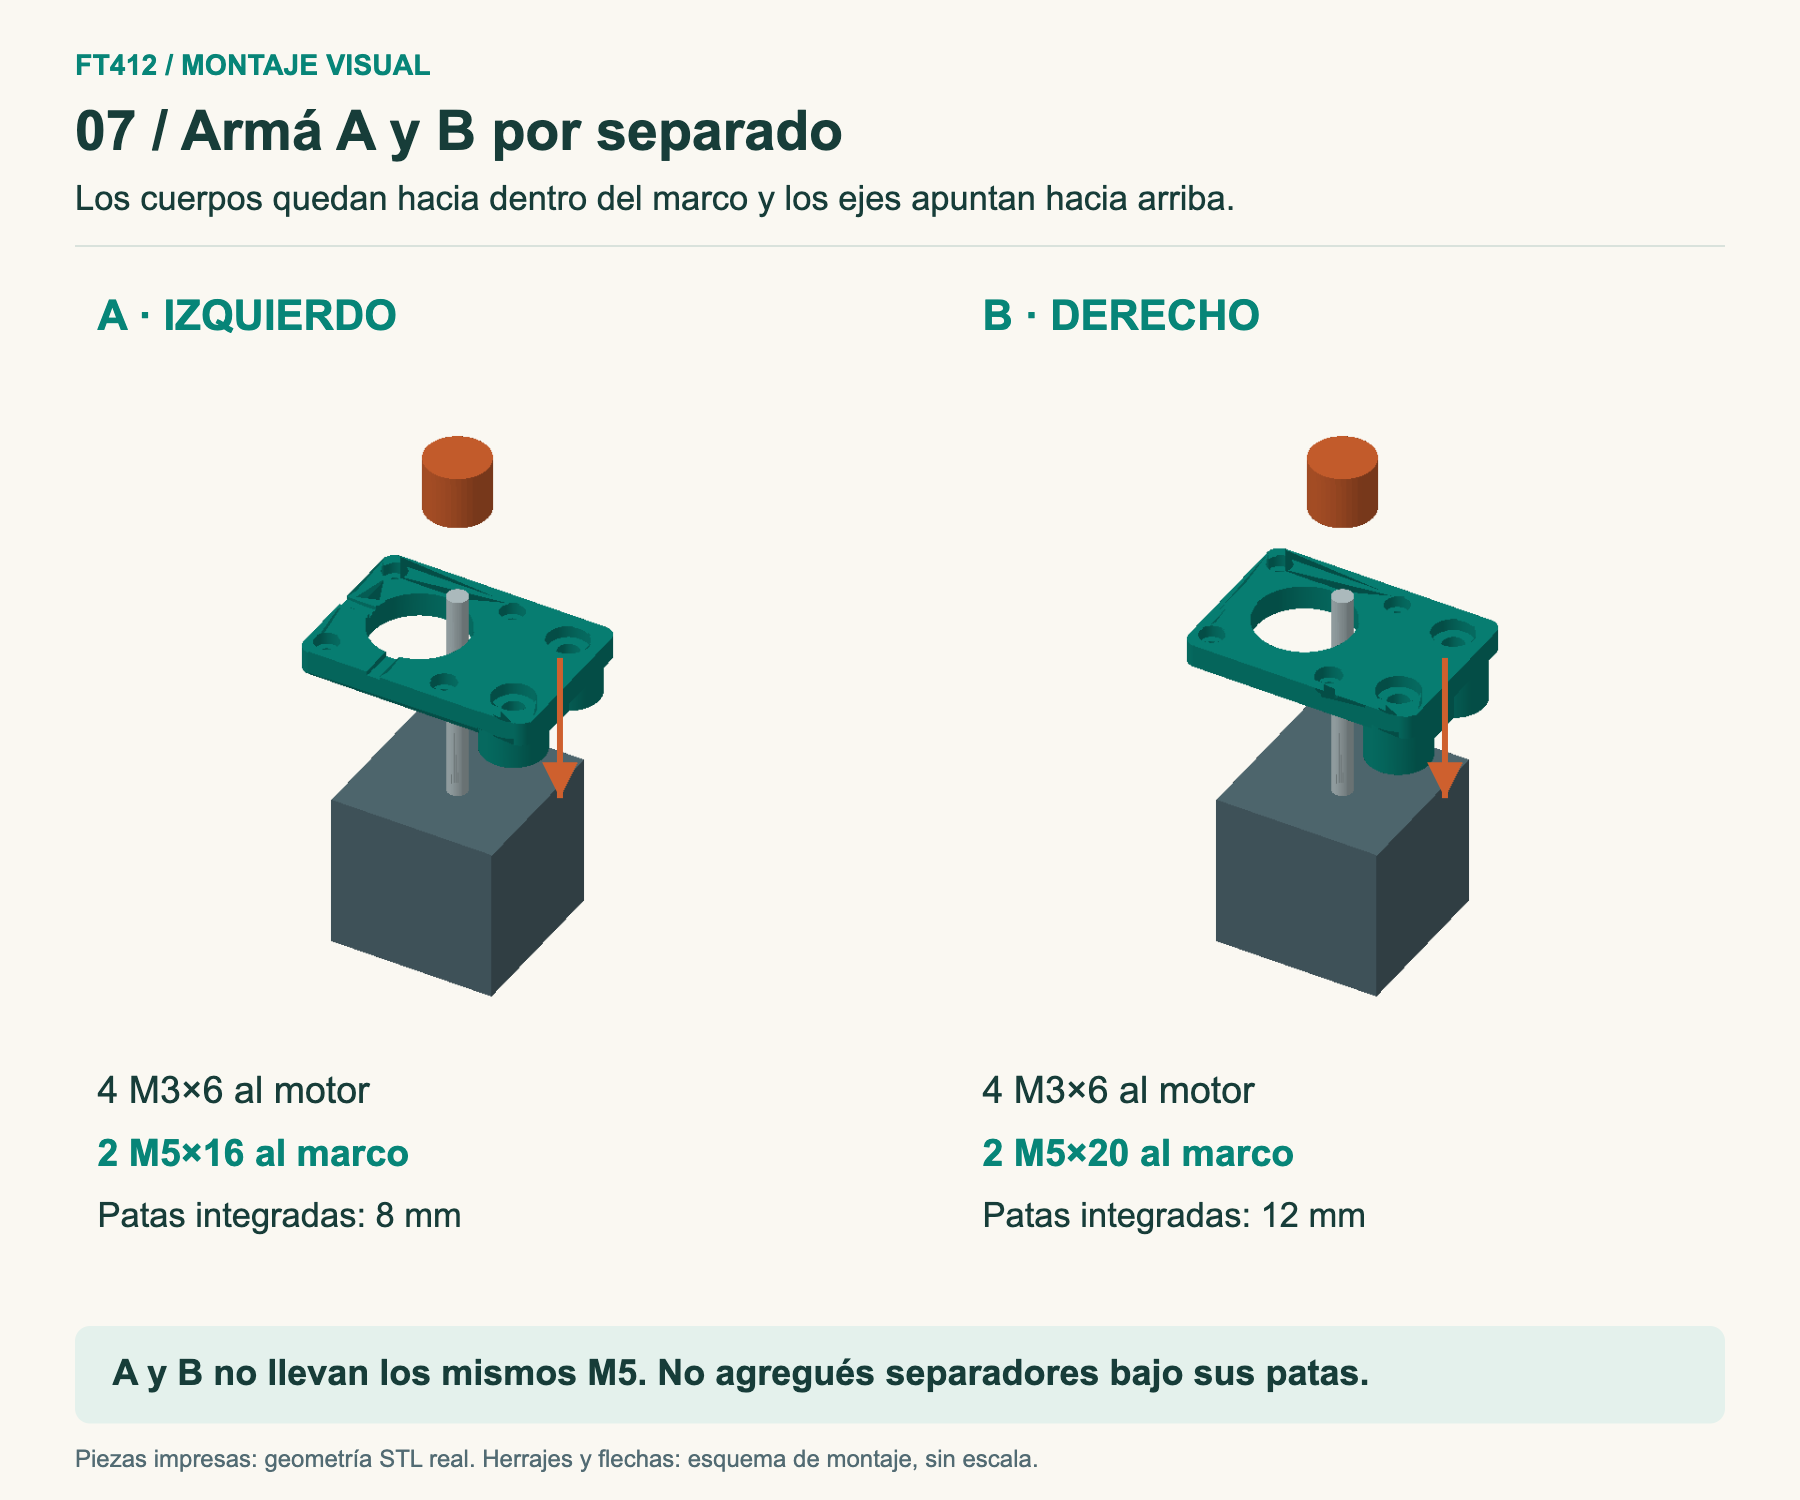 FT412 / MONTAJE VISUAL
07 / Armá A y B por separado
Los cuerpos quedan hacia dentro del marco y los ejes apuntan hacia arriba.
A · IZQUIERDO
4 M3×6 al motor
2 M5×16 al marco
Patas integradas: 8 mm
B · DERECHO
4 M3×6 al motor
2 M5×20 al marco
Patas integradas: 12 mm
A y B no llevan los mismos M5. No agregués separadores bajo sus patas.
Piezas impresas: geometría STL real. Herrajes y flechas: esquema de montaje, sin escala.